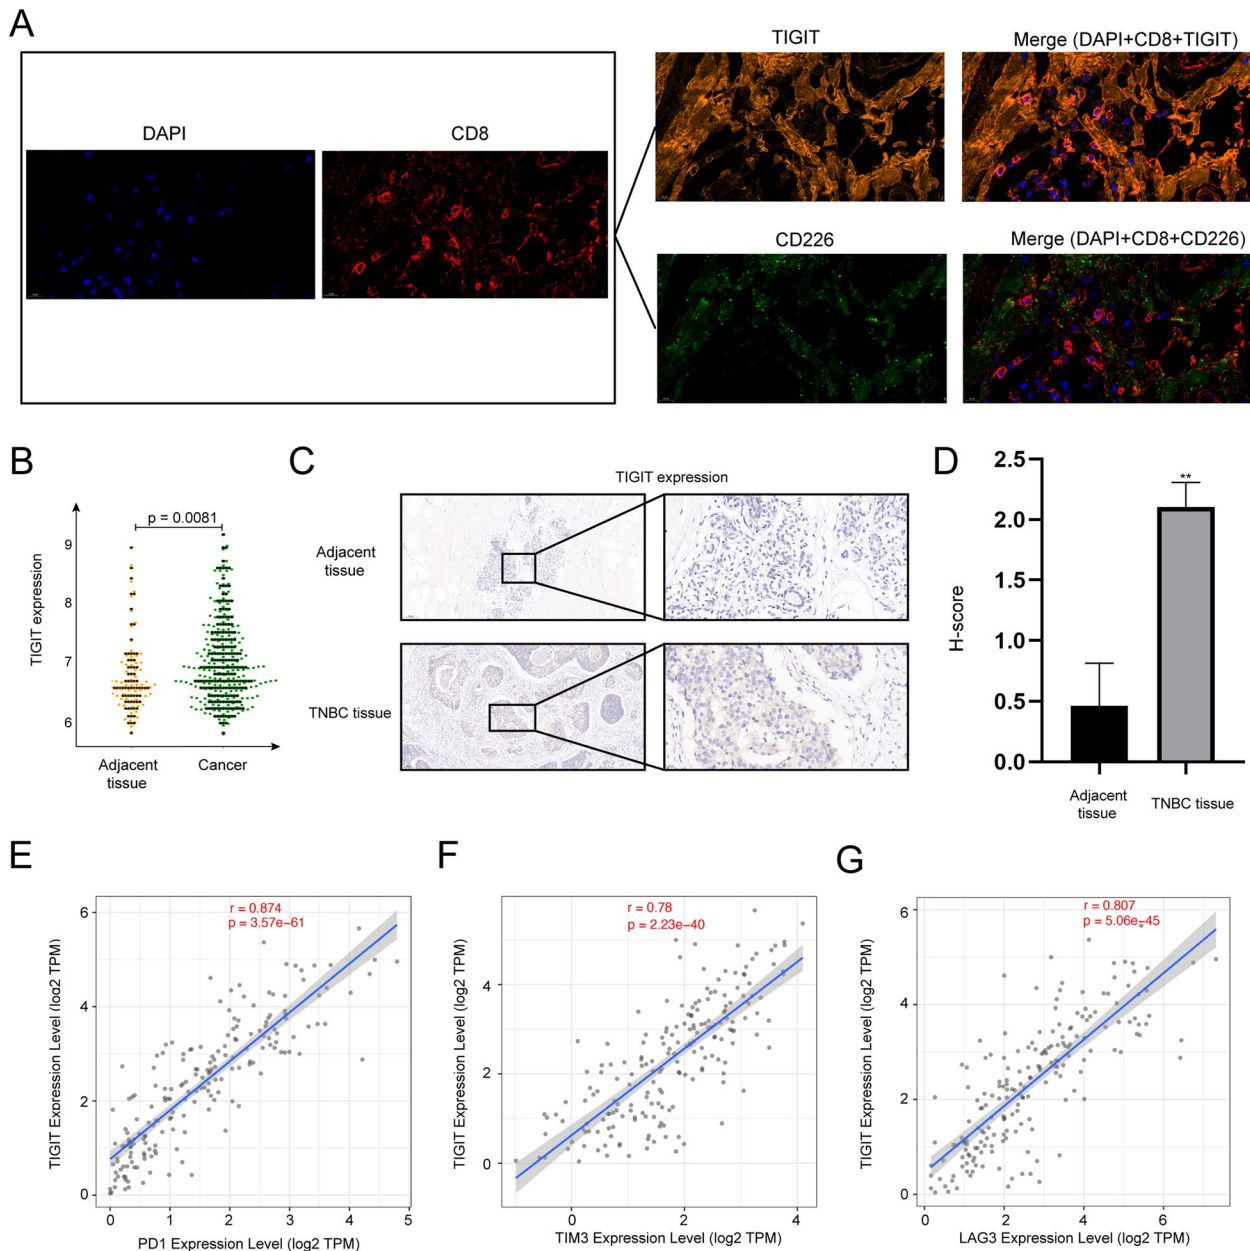 A
DAPI
CD8
TIGIT
Merge (DAPI+CD8+TIGIT)
CD226
Merge (DAPI+CD8+CD226)
B
TIGIT expression
p = 0.0081
9
8
7
6
Adjacent
tissue
Cancer
C
TIGIT expression
Adjacent
tissue
TNBC tissue
D
H-score
2.5
2.0
1.5
1.0
0.5
0.0
**
Adjacent
tissue
TNBC tissue
E
TIGIT Expression Level (log2 TPM)
r = 0.874
p = 3.57e−61
6
4
2
0
0 1 2 3 4 5
PD1 Expression Level (log2 TPM)
F
TIGIT Expression Level (log2 TPM)
r = 0.78
p = 2.23e−40
4
2
0
0 2 4
TIM3 Expression Level (log2 TPM)
G
TIGIT Expression Level (log2 TPM)
r = 0.807
p = 5.06e−45
6
4
2
0
0 2 4 6
LAG3 Expression Level (log2 TPM)